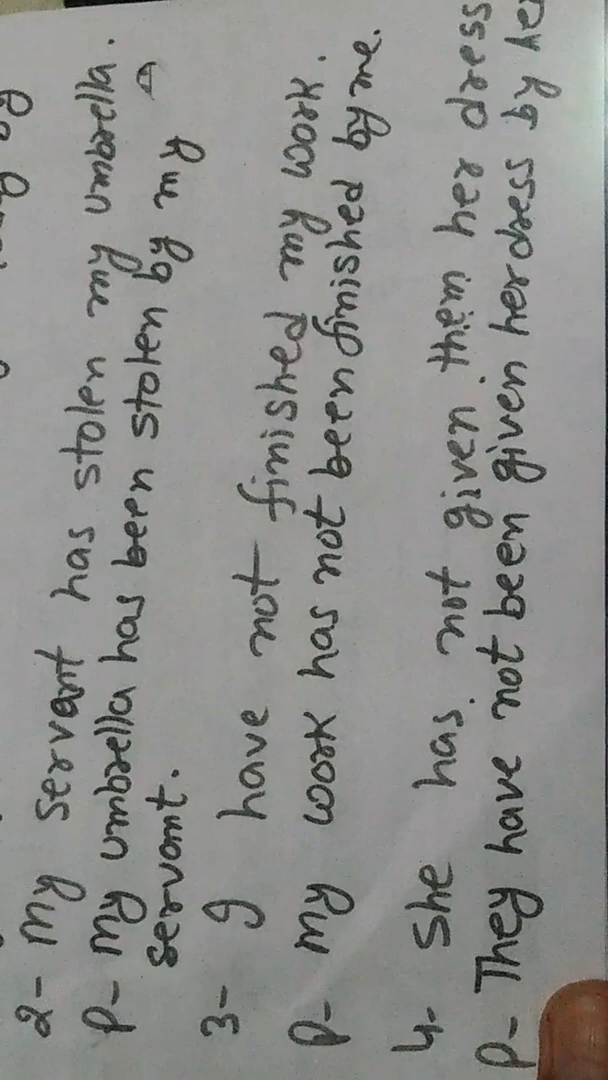 2- My servant has stolen my umbrella.
P- My umbrella has been stolen by my
servant.
3- I have not finished my work.
P- My work has not been finished by me.
4. She has not given them her dress
P- They have not been given her dress by her